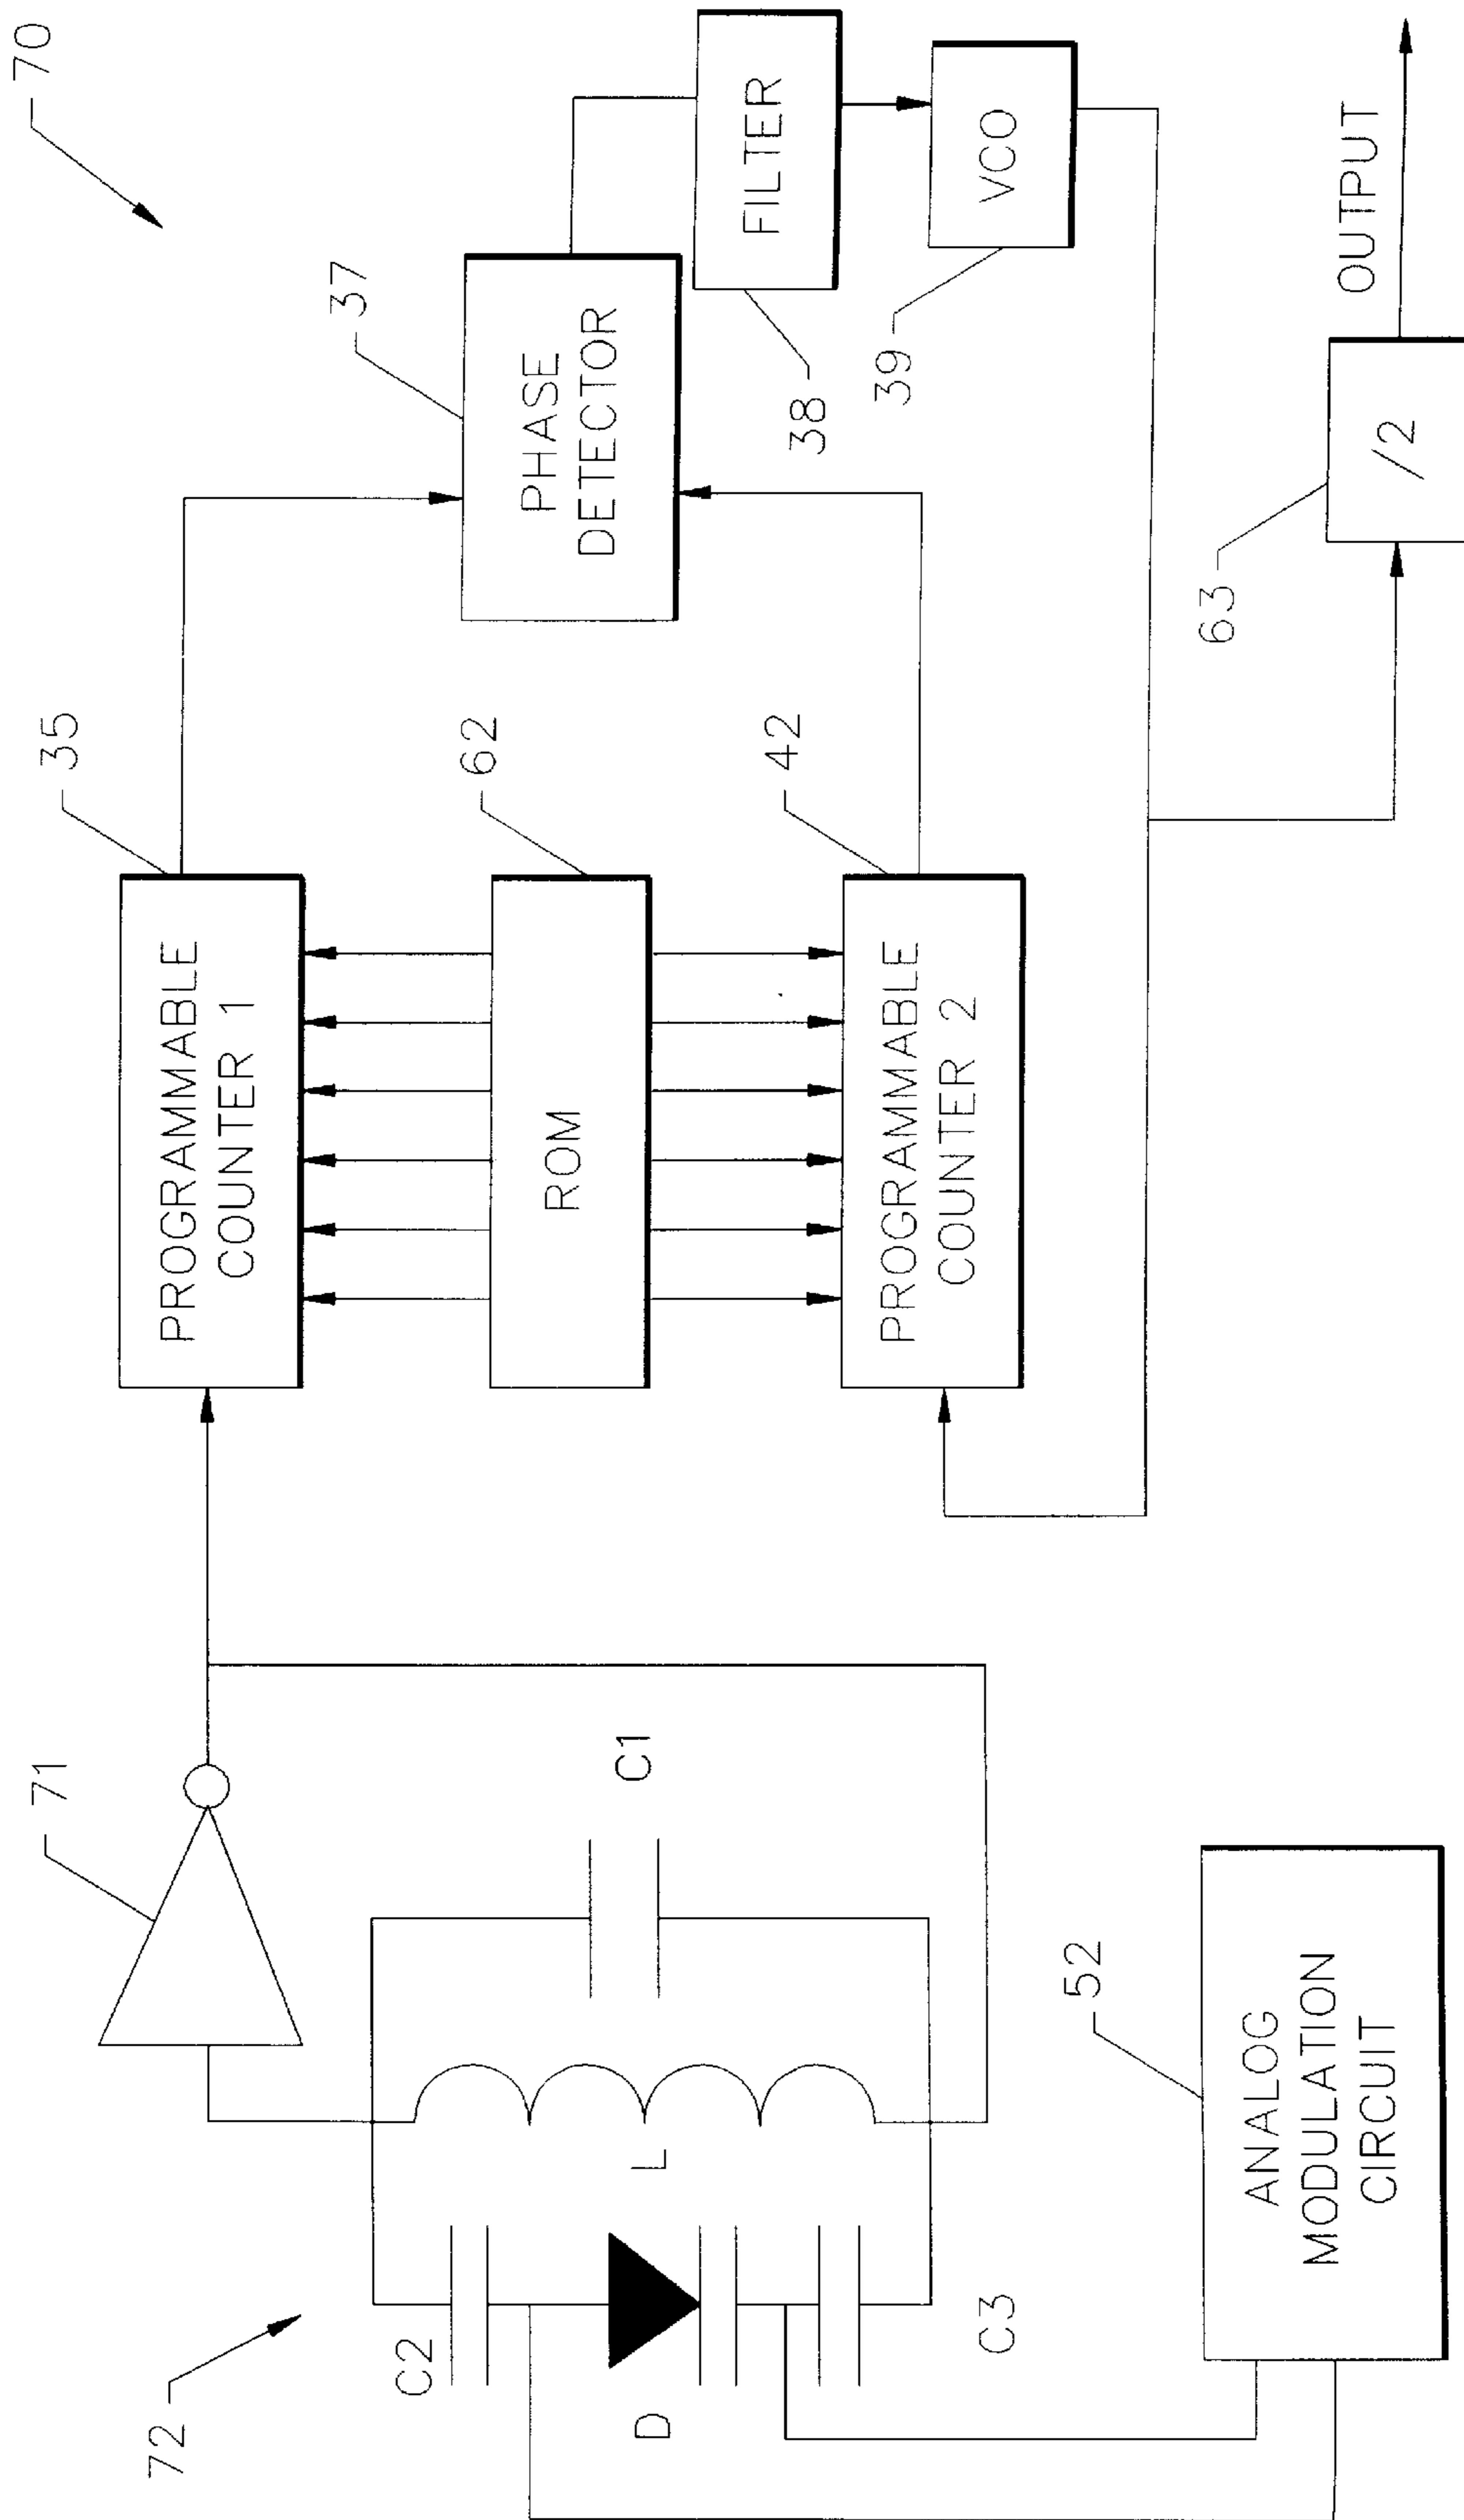 70
71
35
37
PROGRAMMABLE
COUNTER 1
72
C2
C1
ROM
62
PHASE
DETECTOR
D
L
38
FILTER
C3
PROGRAMMABLE
COUNTER 2
42
39
VCO
52
ANALOG
MODULATION
CIRCUIT
63
/2
OUTPUT